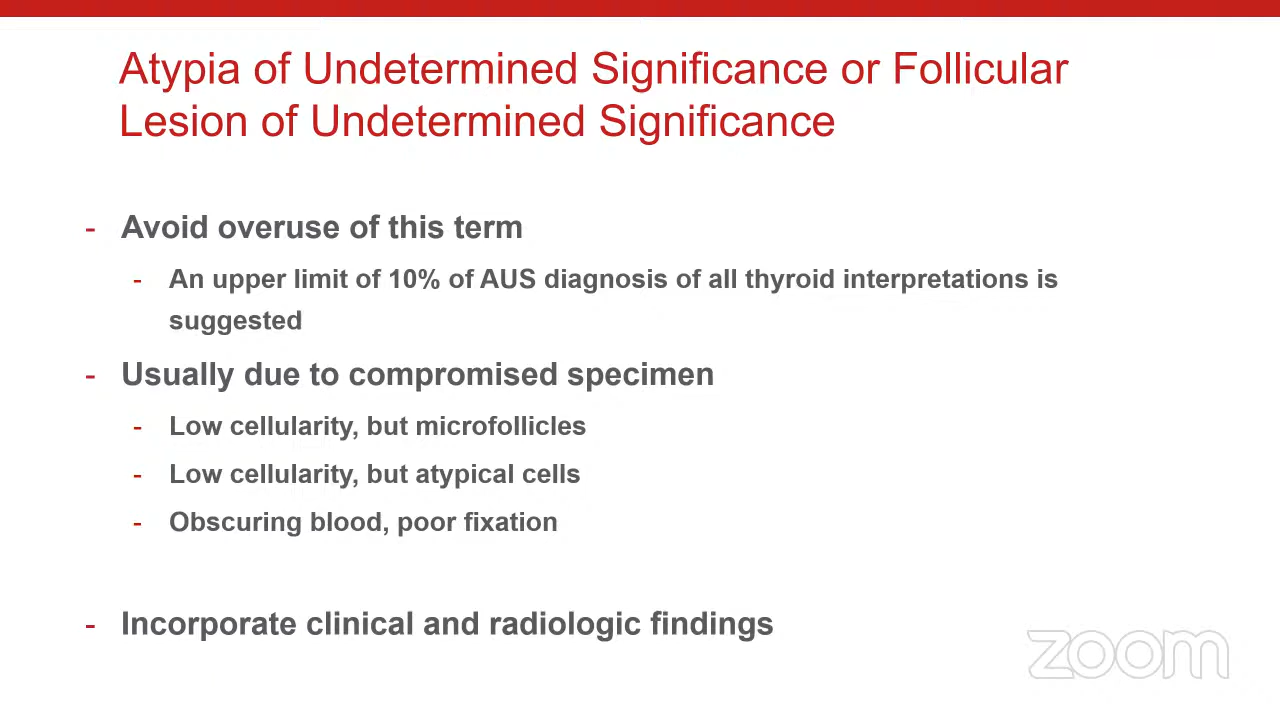 Atypia of Undetermined Significance or Follicular
Lesion of Undetermined Significance
- Avoid overuse of this term
- An upper limit of 10% of AUS diagnosis of all thyroid interpretations is
suggested
- Usually due to compromised specimen
- Low cellularity, but microfollicles
- Low cellularity, but atypical cells
- Obscuring blood, poor fixation
- Incorporate clinical and radiologic findings
zoom